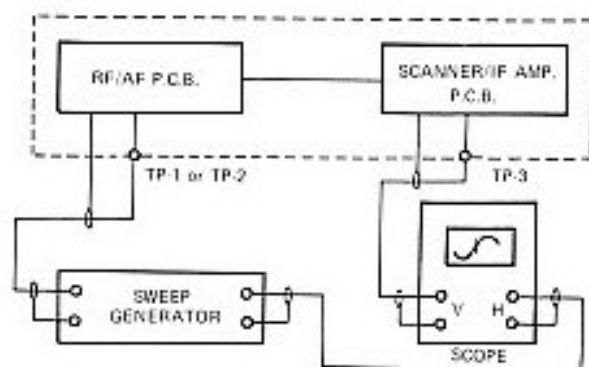 RF/AF P.C.B.
SCANNER/IF AMP.
P.C.B.
TP-1 or TP-2
TP-3
SWEEP
GENERATOR
V H
SCOPE